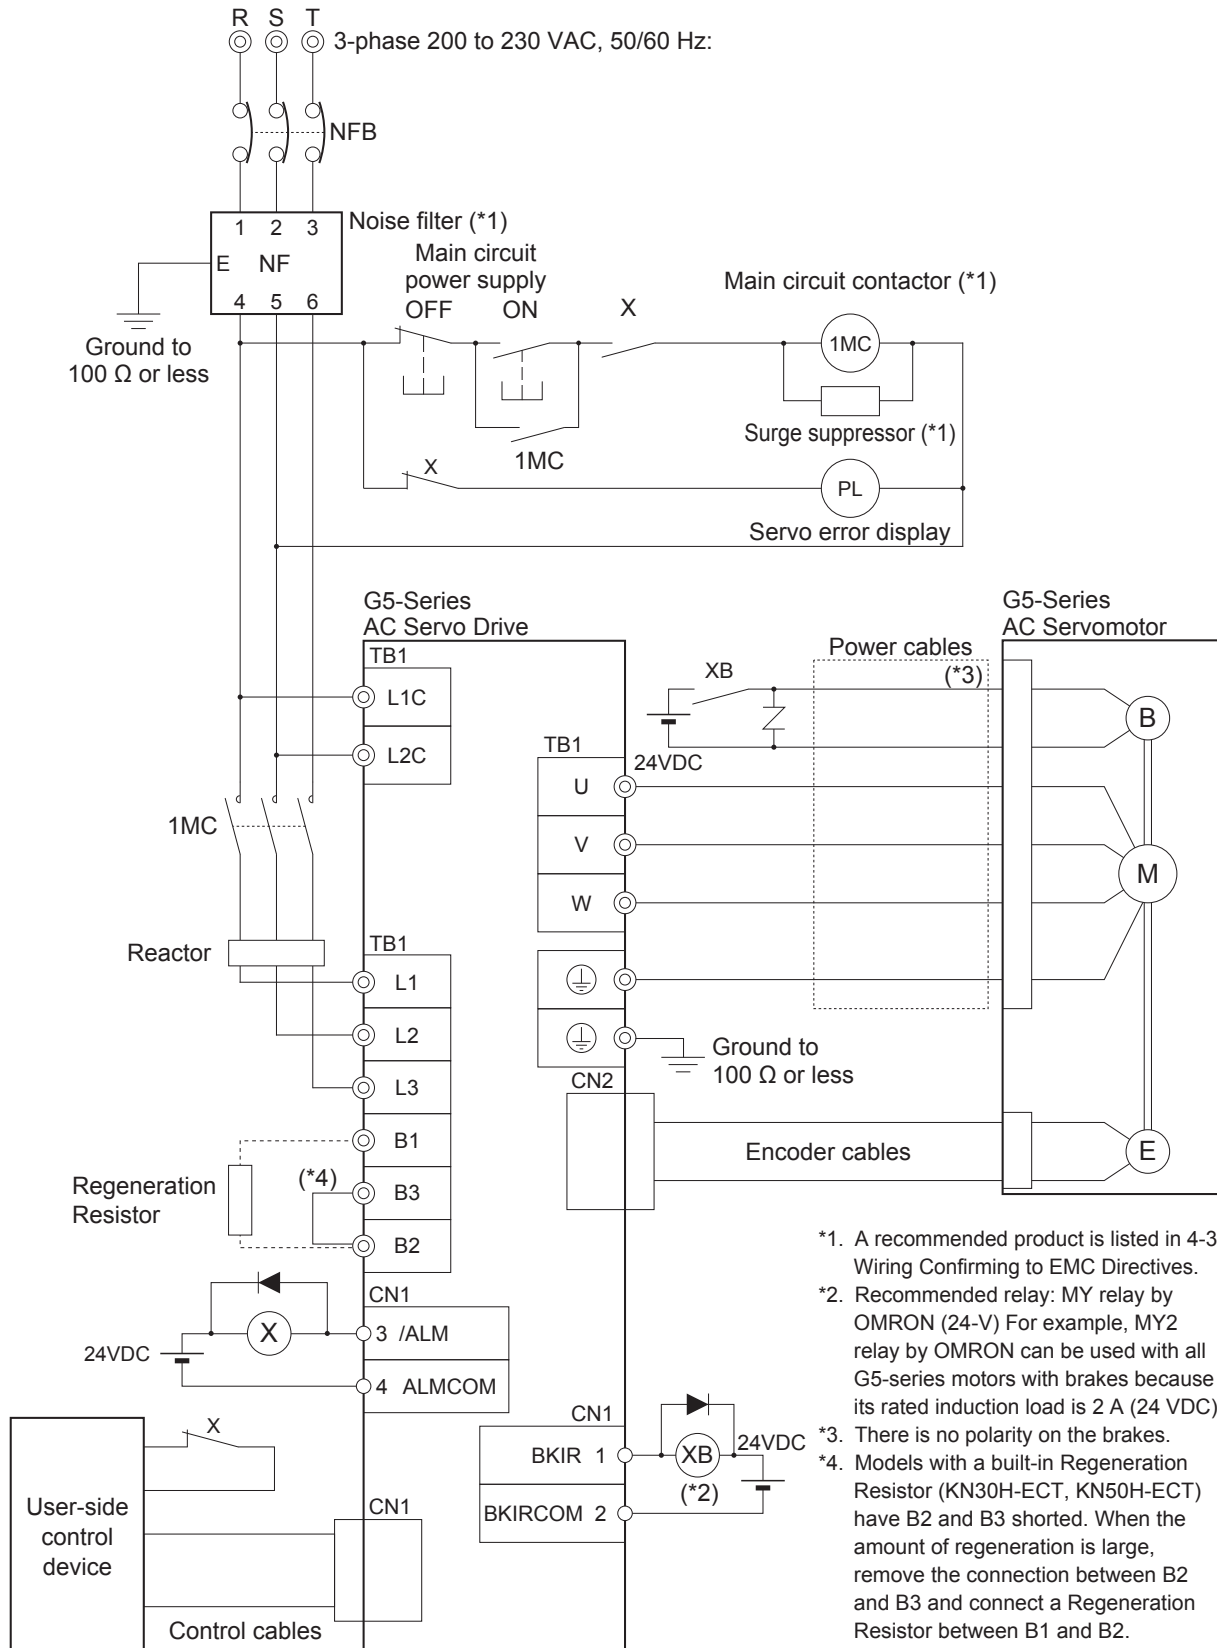 R S T
3-phase 200 to 230 VAC, 50/60 Hz:
NFB
1 2 3
Noise filter (*1)
E NF
4 5 6
Ground to
100 Ω or less
Main circuit
power supply
OFF ON X
Main circuit contactor (*1)
1MC
Surge suppressor (*1)
1MC
X
PL
Servo error display
G5-Series
AC Servo Drive
G5-Series
AC Servomotor
TB1
L1C
L2C
1MC
Reactor
TB1
L1
L2
L3
B1
B3
B2
(*4)
Regeneration
Resistor
TB1
U
V
W
XB
24VDC
Power cables
(*3)
B
M
E
Ground to
100 Ω or less
CN2
Encoder cables
CN1
3 /ALM
4 ALMCOM
X
24VDC
X
User-side
control
device
CN1
Control cables
CN1
BKIR 1
BKIRCOM 2
XB
(*2)
24VDC
*1. A recommended product is listed in 4-3
Wiring Confirming to EMC Directives.
*2. Recommended relay: MY relay by
OMRON (24-V) For example, MY2
relay by OMRON can be used with all
G5-series motors with brakes because
its rated induction load is 2 A (24 VDC)
*3. There is no polarity on the brakes.
*4. Models with a built-in Regeneration
Resistor (KN30H-ECT, KN50H-ECT)
have B2 and B3 shorted. When the
amount of regeneration is large,
remove the connection between B2
and B3 and connect a Regeneration
Resistor between B1 and B2.